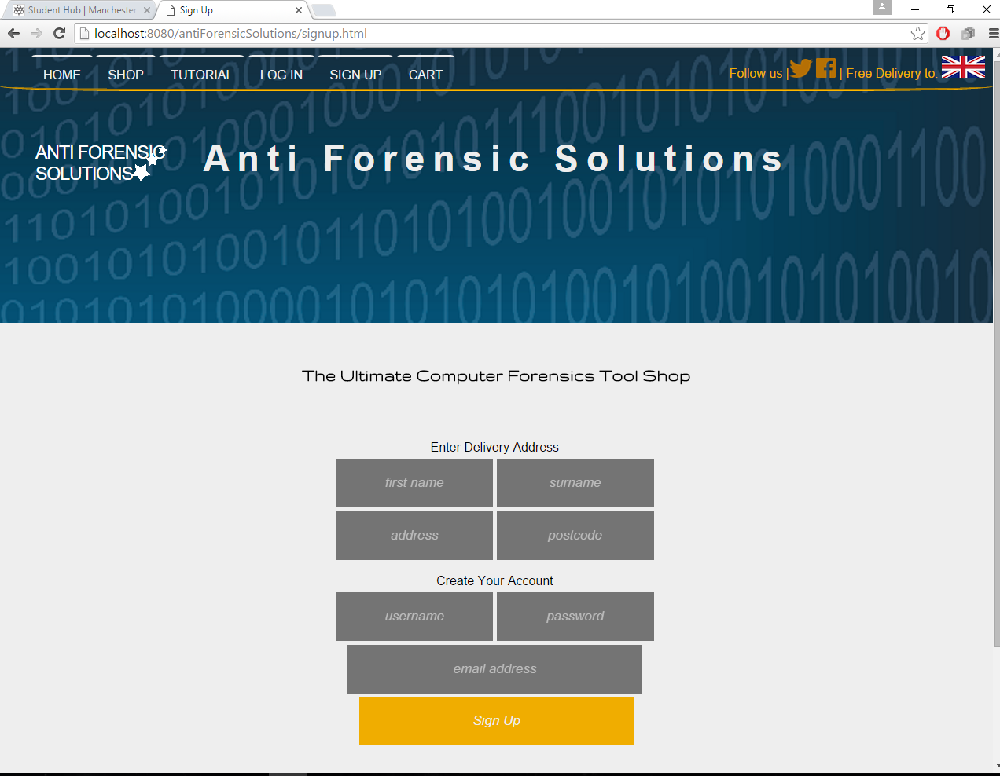 Student Hub | Manchester
Sign Up
localhost:8080/antiForensicSolutions/signup.html
HOME SHOP TUTORIAL LOG IN SIGN UP CART
Follow us | | Free Delivery to:
ANTI FORENSIC
SOLUTIONS
Anti Forensic Solutions
The Ultimate Computer Forensics Tool Shop
Enter Delivery Address
first name surname
address postcode
Create Your Account
username password
email address
Sign Up